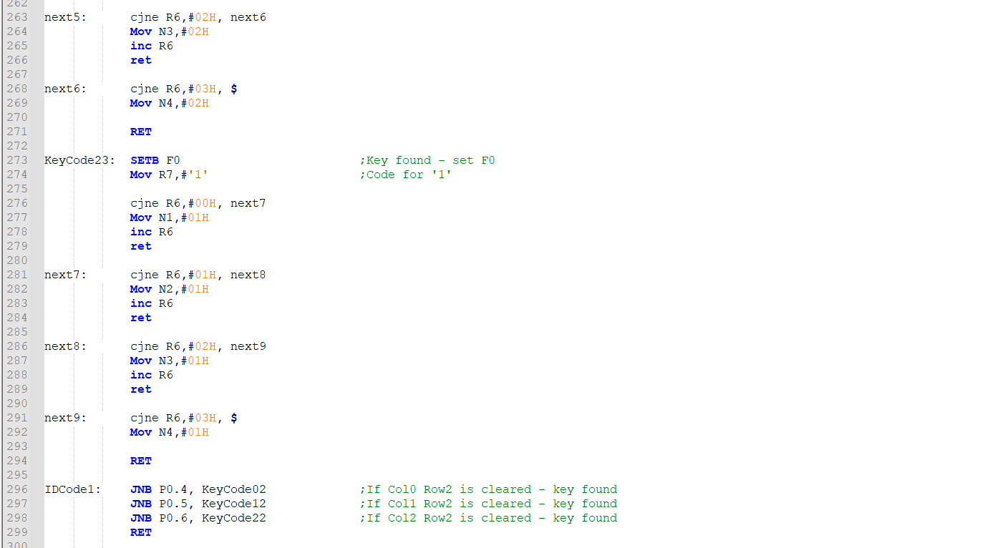 262
263 next5: cjne R6,#02H, next6
264 Mov N3,#02H
265 inc R6
266 ret
267
268 next6: cjne R6,#03H, $
269 Mov N4,#02H
270
271 RET
272
273 KeyCode23: SETB F0 ;Key found - set F0
274 Mov R7,#'1' ;Code for '1'
275
276 cjne R6,#00H, next7
277 Mov N1,#01H
278 inc R6
279 ret
280
281 next7: cjne R6,#01H, next8
282 Mov N2,#01H
283 inc R6
284 ret
285
286 next8: cjne R6,#02H, next9
287 Mov N3,#01H
288 inc R6
289 ret
290
291 next9: cjne R6,#03H, $
292 Mov N4,#01H
293
294 RET
295
296 IDCode1: JNB P0.4, KeyCode02 ;If Col0 Row2 is cleared - key found
297 JNB P0.5, KeyCode12 ;If Col1 Row2 is cleared - key found
298 JNB P0.6, KeyCode22 ;If Col2 Row2 is cleared - key found
299 RET
300